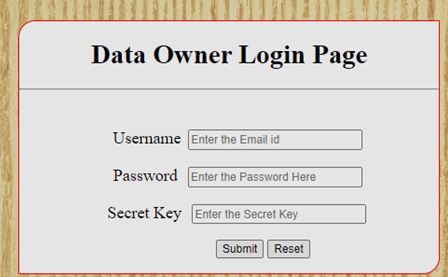 Data Owner Login Page
Username Enter the Email id
Password Enter the Password Here
Secret Key Enter the Secret Key
Submit Reset